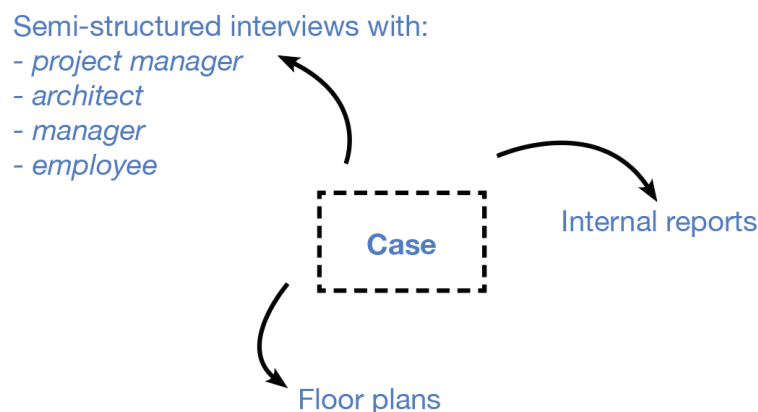 Semi-structured interviews with:
- project manager
- architect
- manager
- employee
Internal reports
Case
Floor plans